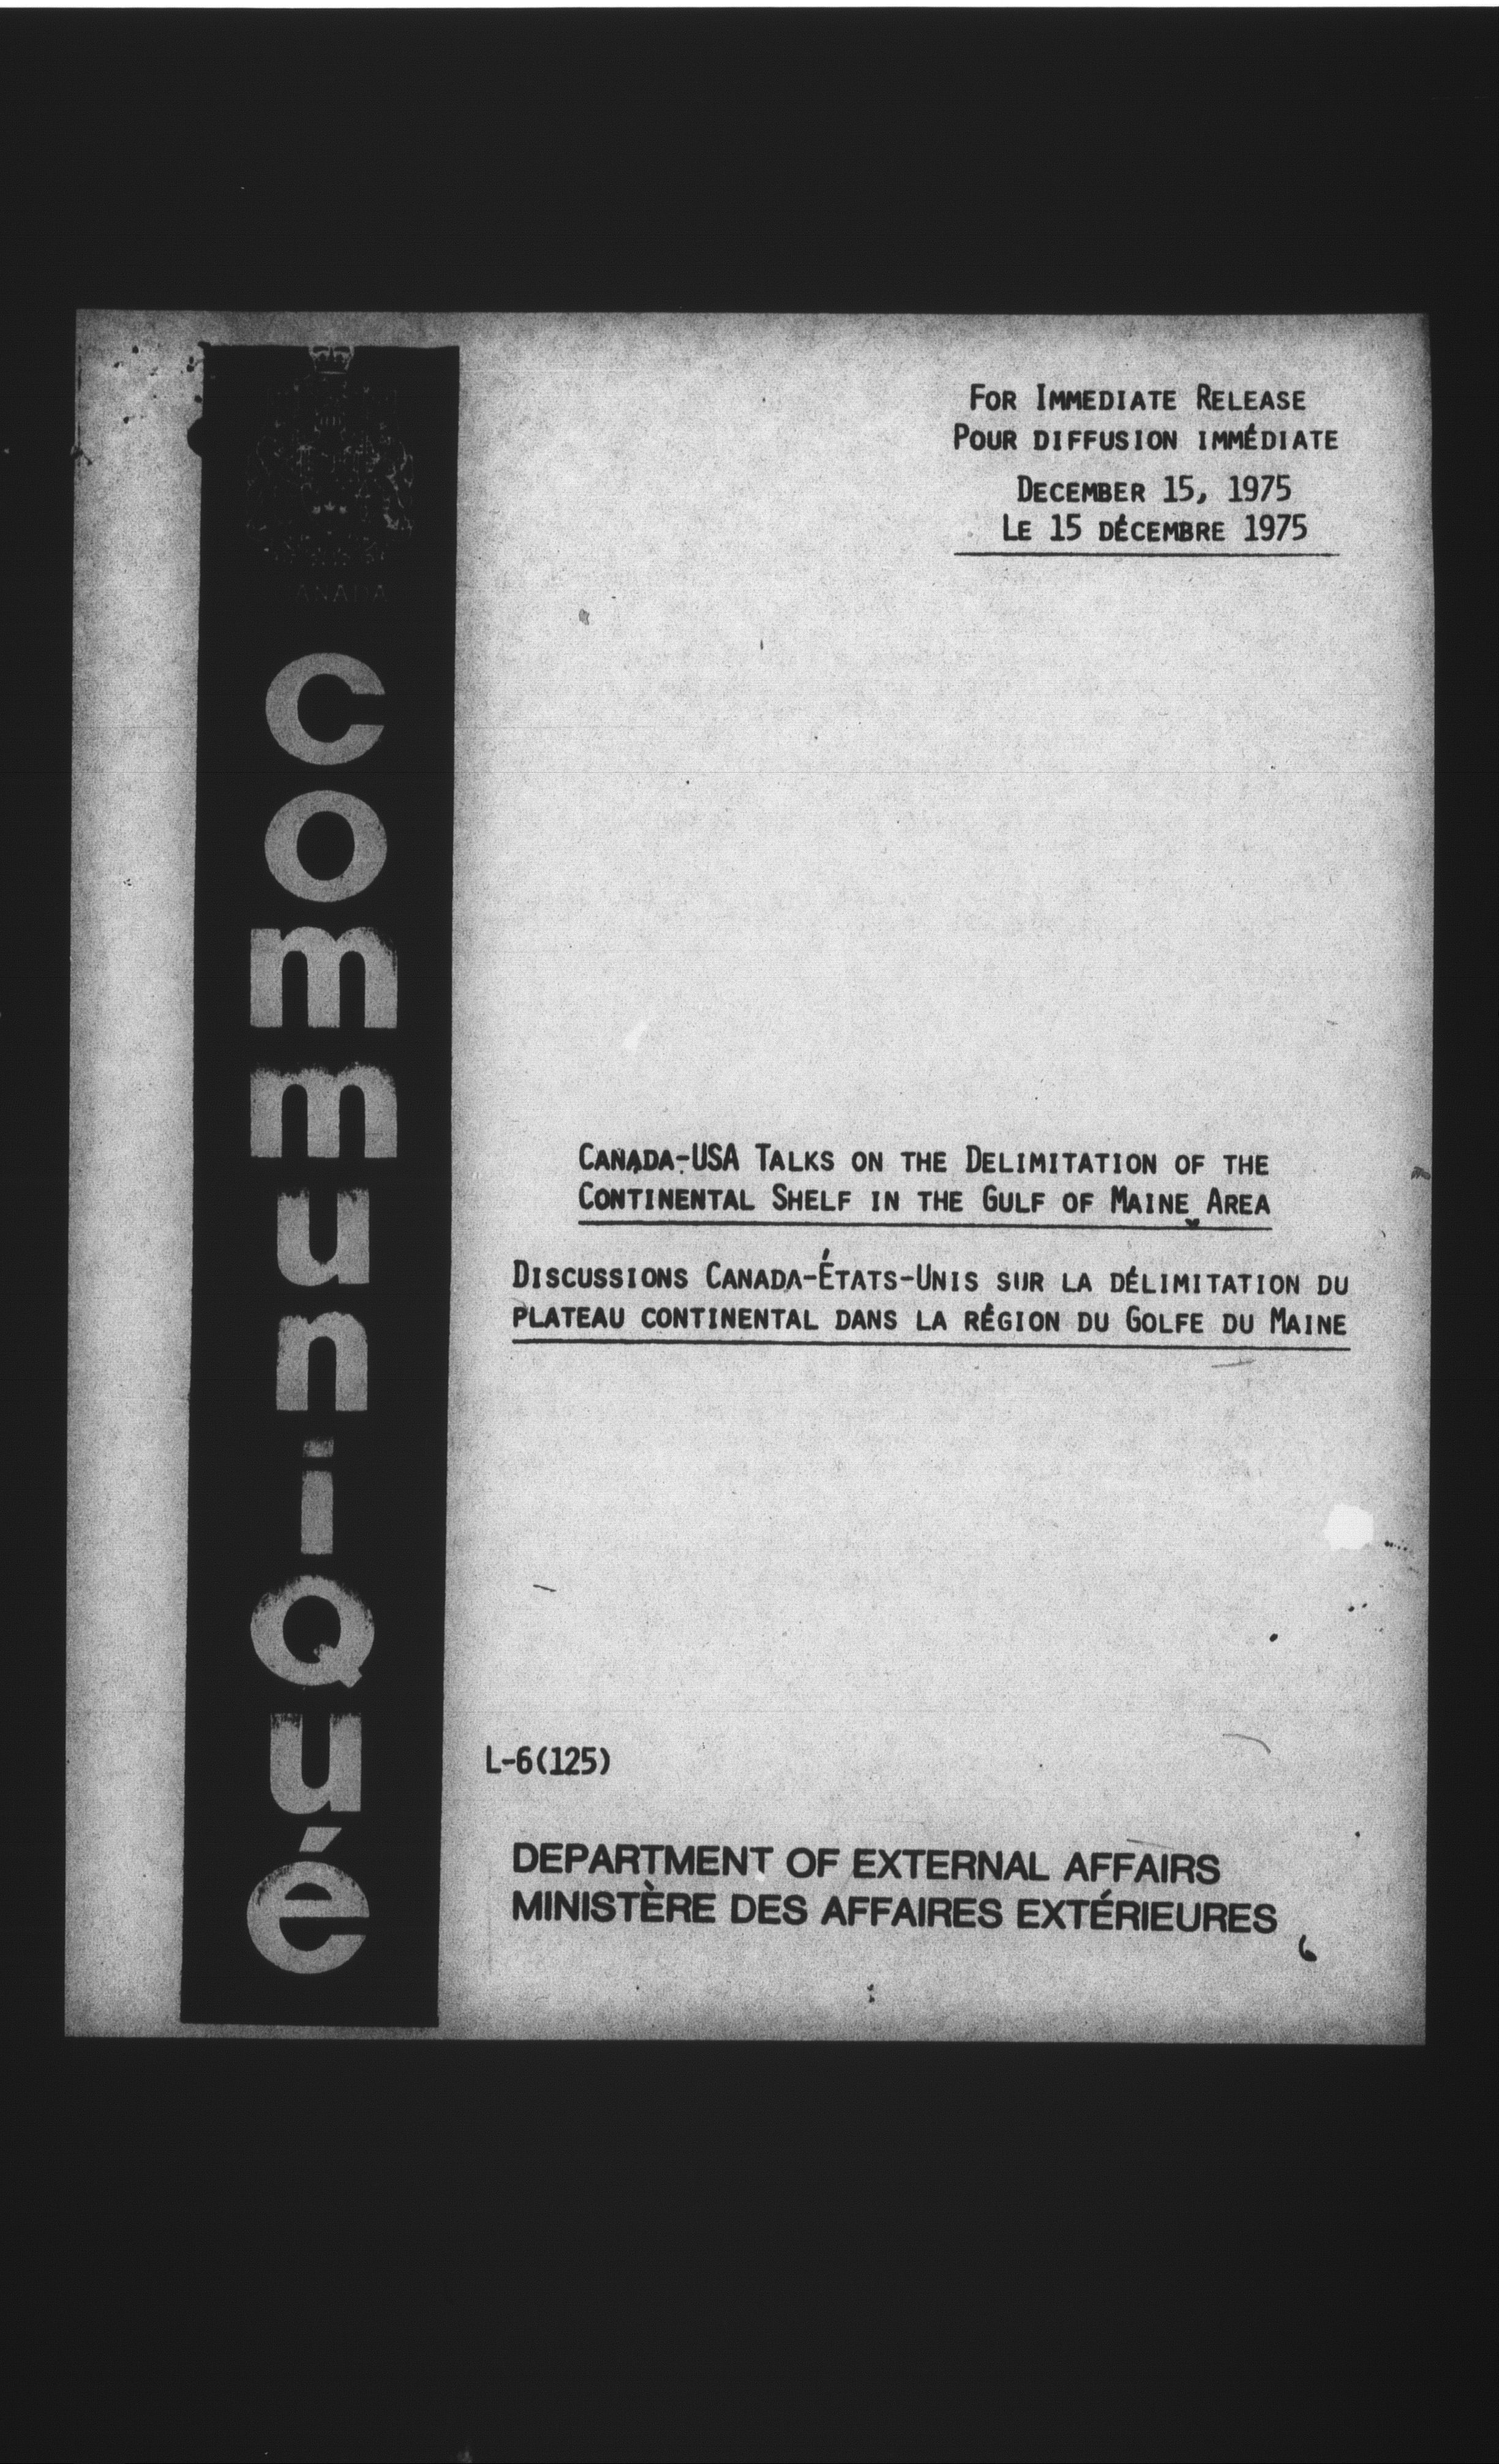 For Immediate Release
Pour diffusion immédiate
December 15, 1975
Le 15 décembre 1975
CANADA
communiQué
Canada-USA Talks on the Delimitation of the
Continental Shelf in the Gulf of Maine Area
Discussions Canada-États-Unis sur la délimitation du
plateau continental dans la région du Golfe du Maine
L-6(125)
DEPARTMENT OF EXTERNAL AFFAIRS
MINISTÈRE DES AFFAIRES EXTÉRIEURES